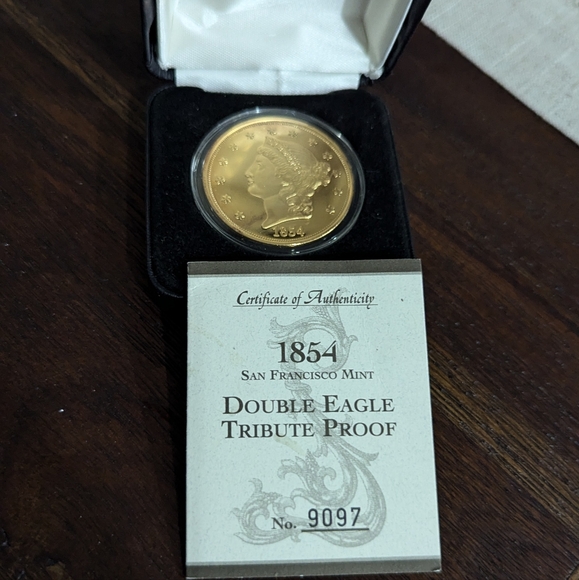 1854
Certificate of Authenticity
1854
SAN FRANCISCO MINT
DOUBLE EAGLE
TRIBUTE PROOF
No. 9097